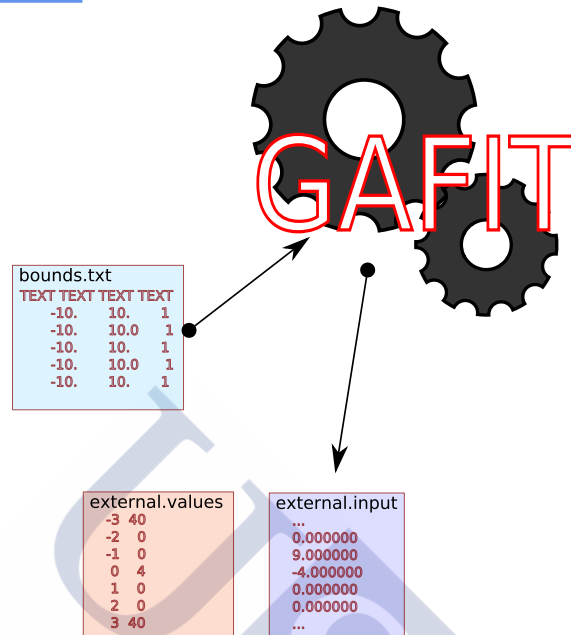 GAFIT
bounds.txt
TEXT TEXT TEXT TEXT
-10. 10. 1
-10. 10.0 1
-10. 10. 1
-10. 10.0 1
-10. 10. 1
external.values
-3 40
-2 0
-1 0
0 4
1 0
2 0
3 40
external.input
...
0.000000
9.000000
-4.000000
0.000000
0.000000
...